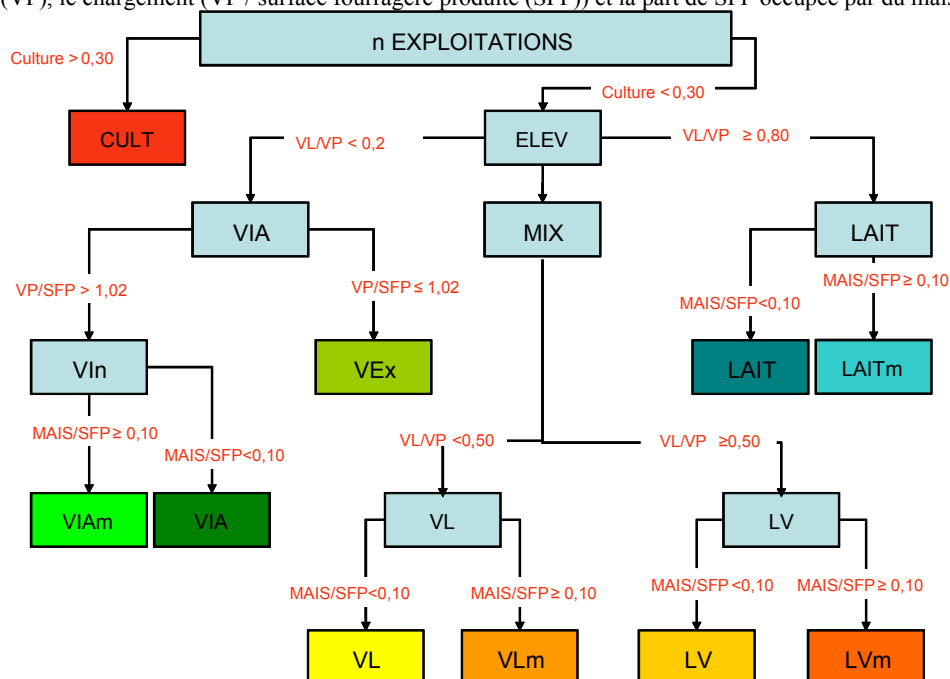 (VP), le chargement (VP / surface fourragère produite (SFP)) et la part de SFP occupée par du maïs
n EXPLOITATIONS
Culture > 0,30
Culture < 0,30
CULT
ELEV
VL/VP < 0,2
VL/VP ≥ 0,80
VIA
MIX
LAIT
VP/SFP > 1,02
VP/SFP ≤ 1,02
MAIS/SFP<0,10
MAIS/SFP ≥ 0,10
VIn
VEx
LAIT
LAITm
MAIS/SFP ≥ 0,10
MAIS/SFP<0,10
VL/VP <0,50
VL/VP ≥0,50
VIAm
VIA
VL
LV
MAIS/SFP<0,10
MAIS/SFP ≥ 0,10
MAIS/SFP<0,10
MAIS/SFP ≥ 0,10
VL
VLm
LV
LVm